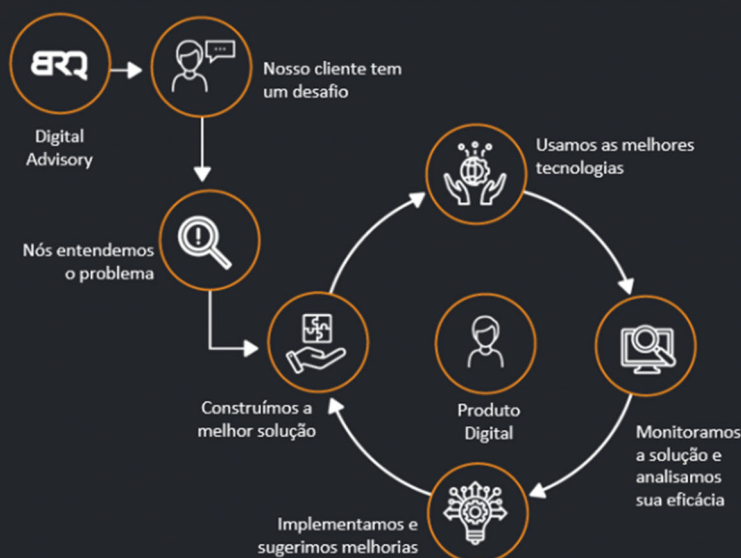 BRQ
Digital
Advisory
Nosso cliente tem
um desafio
Nós entendemos
o problema
Usamos as melhores
tecnologias
Construímos a
melhor solução
Produto
Digital
Monitoramos
a solução e
analisamos
sua eficácia
Implementamos e
sugerimos melhorias